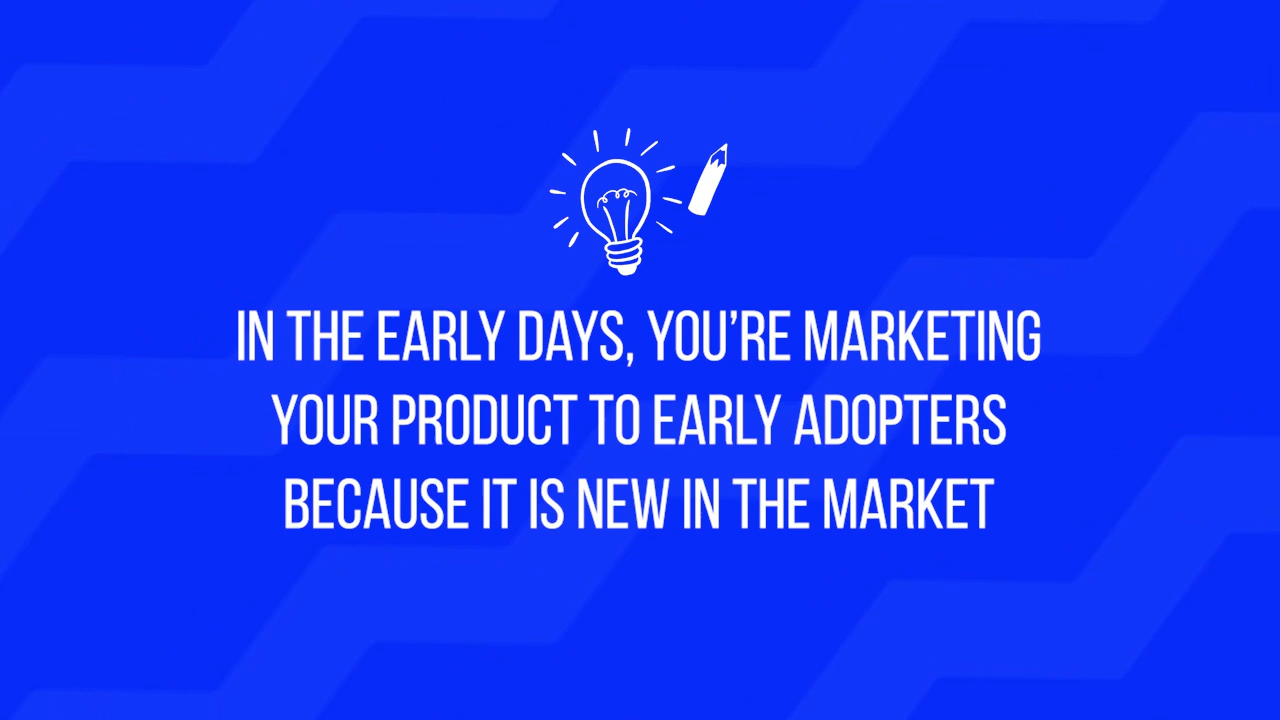 IN THE EARLY DAYS, YOU’RE MARKETING
YOUR PRODUCT TO EARLY ADOPTERS
BECAUSE IT IS NEW IN THE MARKET